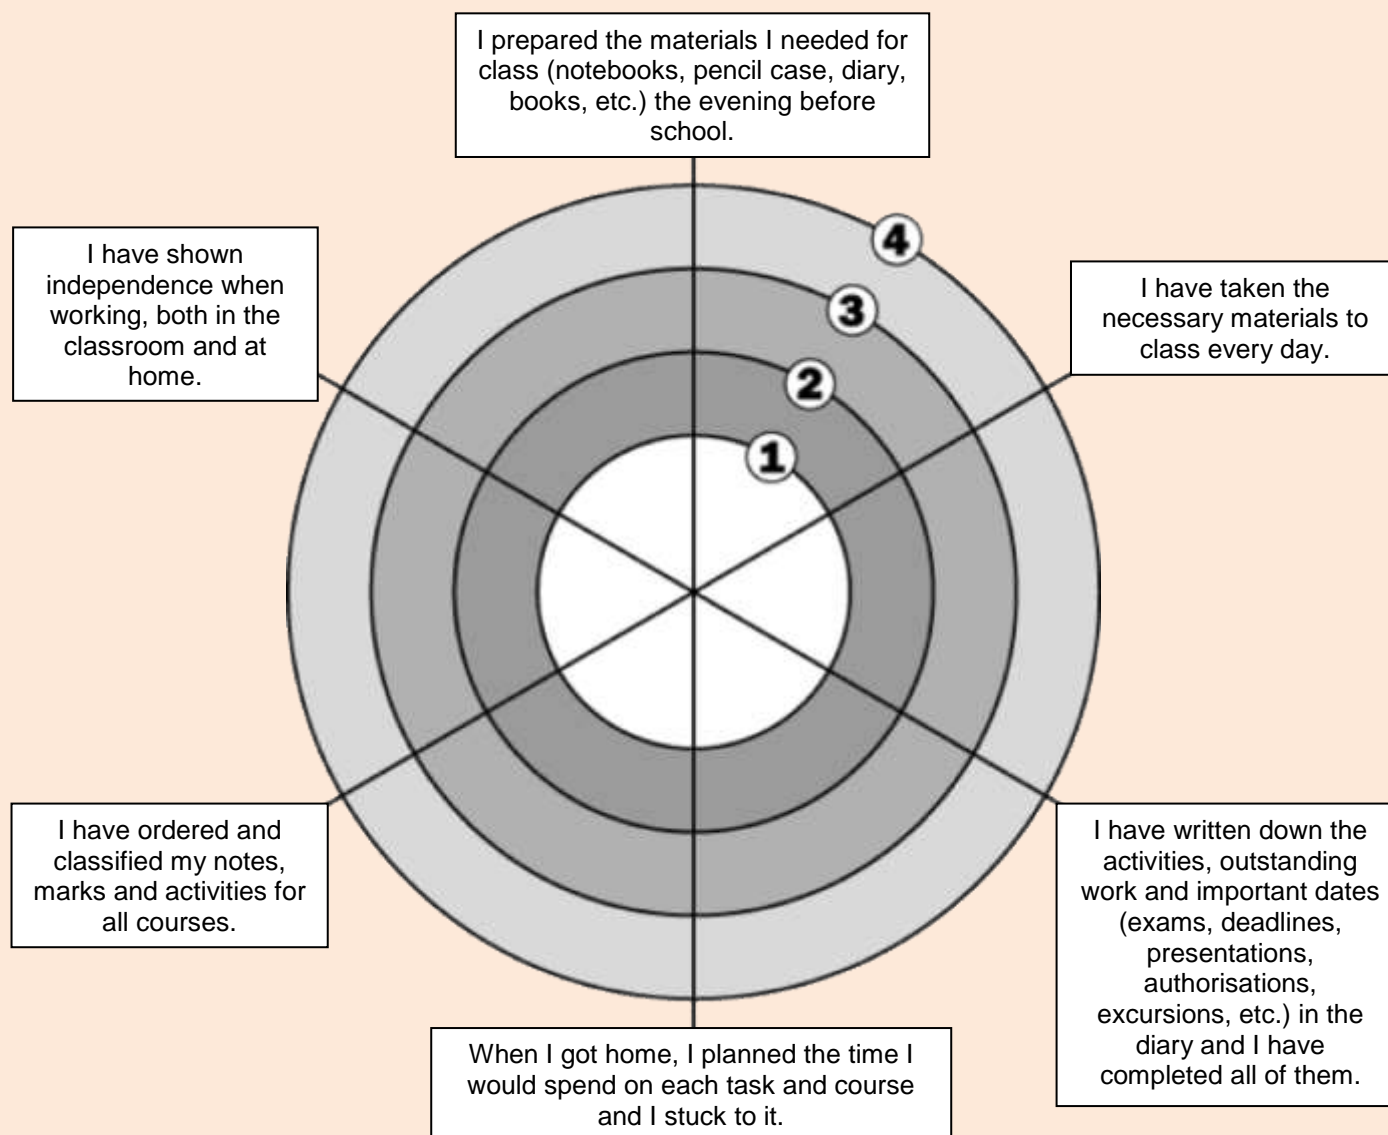 I prepared the materials I needed for
class (notebooks, pencil case, diary,
books, etc.) the evening before
school.
4
I have shown
independence when
working, both in the
classroom and at
home.
3
I have taken the
necessary materials to
class every day.
2
1
I have ordered and
classified my notes,
marks and activities for
all courses.
I have written down the
activities, outstanding
work and important dates
(exams, deadlines,
presentations,
authorisations,
excursions, etc.) in the
diary and I have
completed all of them.
When I got home, I planned the time I
would spend on each task and course
and I stuck to it.